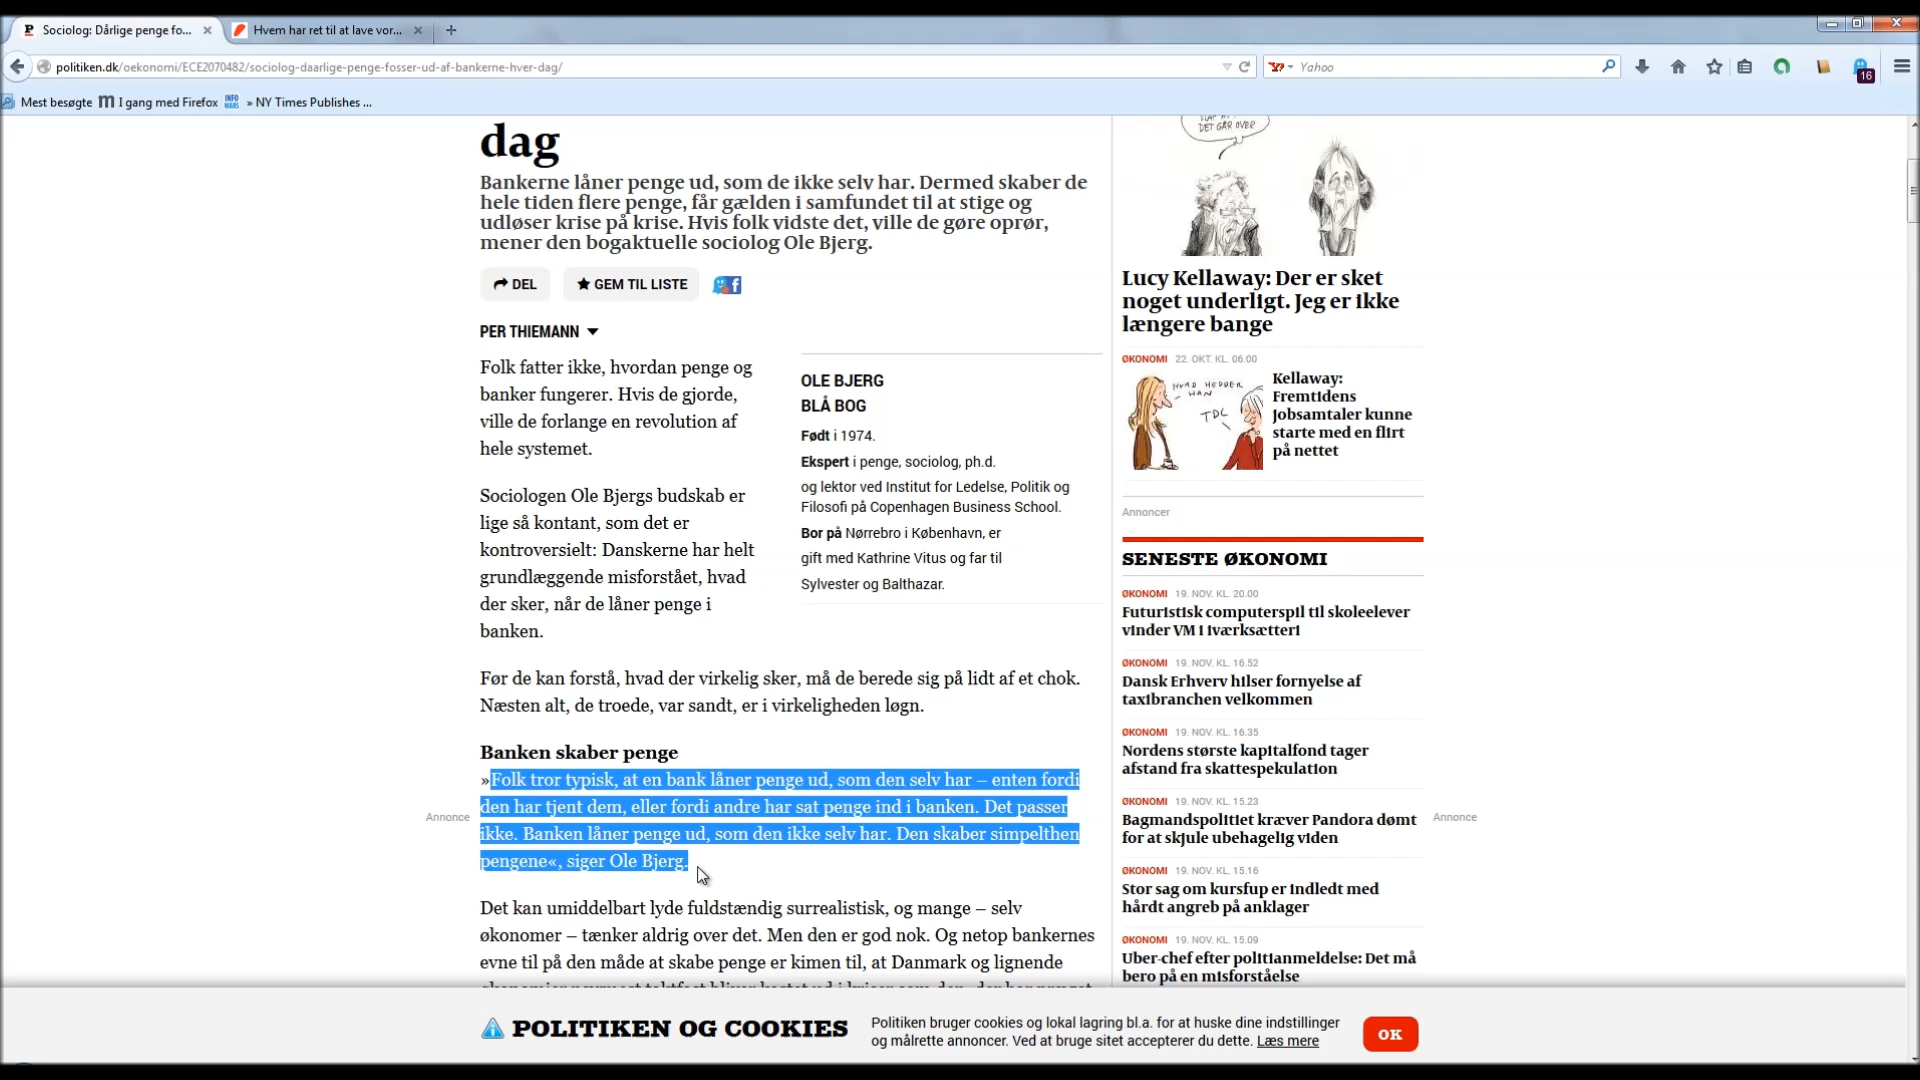 Sociolog: Dårlige penge fo...
Hvem har ret til at lave vor...
politiken.dk/oekonomi/ECE2070482/sociolog-daarlige-penge-fosser-ud-af-bankerne-hver-dag/
Yahoo
16
Mest besøgte
I gang med Firefox
» NY Times Publishes ...
dag
Bankerne låner penge ud, som de ikke selv har. Dermed skaber de
hele tiden flere penge, får gælden i samfundet til at stige og
udløser krise på krise. Hvis folk vidste det, ville de gøre oprør,
mener den bogaktuelle sociolog Ole Bjerg.
DEL
GEM TIL LISTE
PER THIEMANN
Folk fatter ikke, hvordan penge og
banker fungerer. Hvis de gjorde,
ville de forlange en revolution af
hele systemet.
Sociologen Ole Bjergs budskab er
lige så kontant, som det er
kontroversielt: Danskerne har helt
grundlæggende misforstået, hvad
der sker, når de låner penge i
banken.
OLE BJERG
BLÅ BOG
Født i 1974.
Ekspert i penge, sociolog, ph.d.
og lektor ved Institut for Ledelse, Politik og
Filosofi på Copenhagen Business School.
Bor på Nørrebro i København, er
gift med Kathrine Vitus og far til
Sylvester og Balthazar.
Før de kan forstå, hvad der virkelig sker, må de berede sig på lidt af et chok.
Næsten alt, de troede, var sandt, er i virkeligheden løgn.
Banken skaber penge
»Folk tror typisk, at en bank låner penge ud, som den selv har – enten fordi
den har tjent dem, eller fordi andre har sat penge ind i banken. Det passer
ikke. Banken låner penge ud, som den ikke selv har. Den skaber simpelthen
pengene«, siger Ole Bjerg.
Det kan umiddelbart lyde fuldstændig surrealistisk, og mange – selv
økonomer – tænker aldrig over det. Men den er god nok. Og netop bankernes
evne til på den måde at skabe penge er kimen til, at Danmark og lignende
Annonce
DET GÅR OVER
Lucy Kellaway: Der er sket
noget underligt. Jeg er ikke
længere bange
ØKONOMI 22. OKT. KL. 06.00
HVAD HEDDER
HAN
TDC
Kellaway:
Fremtidens
jobsamtaler kunne
starte med en flirt
på nettet
Annoncer
SENESTE ØKONOMI
ØKONOMI 19. NOV. KL. 20.00
Futuristisk computerspil til skoleelever
vinder VM i iværksætteri
ØKONOMI 19. NOV. KL. 16.52
Dansk Erhverv hilser fornyelse af
taxibranchen velkommen
ØKONOMI 19. NOV. KL. 16.35
Nordens største kapitalfond tager
afstand fra skattespekulation
ØKONOMI 19. NOV. KL. 15.23
Bagmandspolitiet kræver Pandora dømt
for at skjule ubehagelig viden
Annonce
ØKONOMI 19. NOV. KL. 15.16
Stor sag om kursfup er indledt med
hårdt angreb på anklager
ØKONOMI 19. NOV. KL. 15.09
Uber-chef efter politianmeldelse: Det må
bero på en misforståelse
POLITIKEN OG COOKIES
Politiken bruger cookies og lokal lagring bl.a. for at huske dine indstillinger
og målrette annoncer. Ved at bruge sitet accepterer du dette. Læs mere
OK